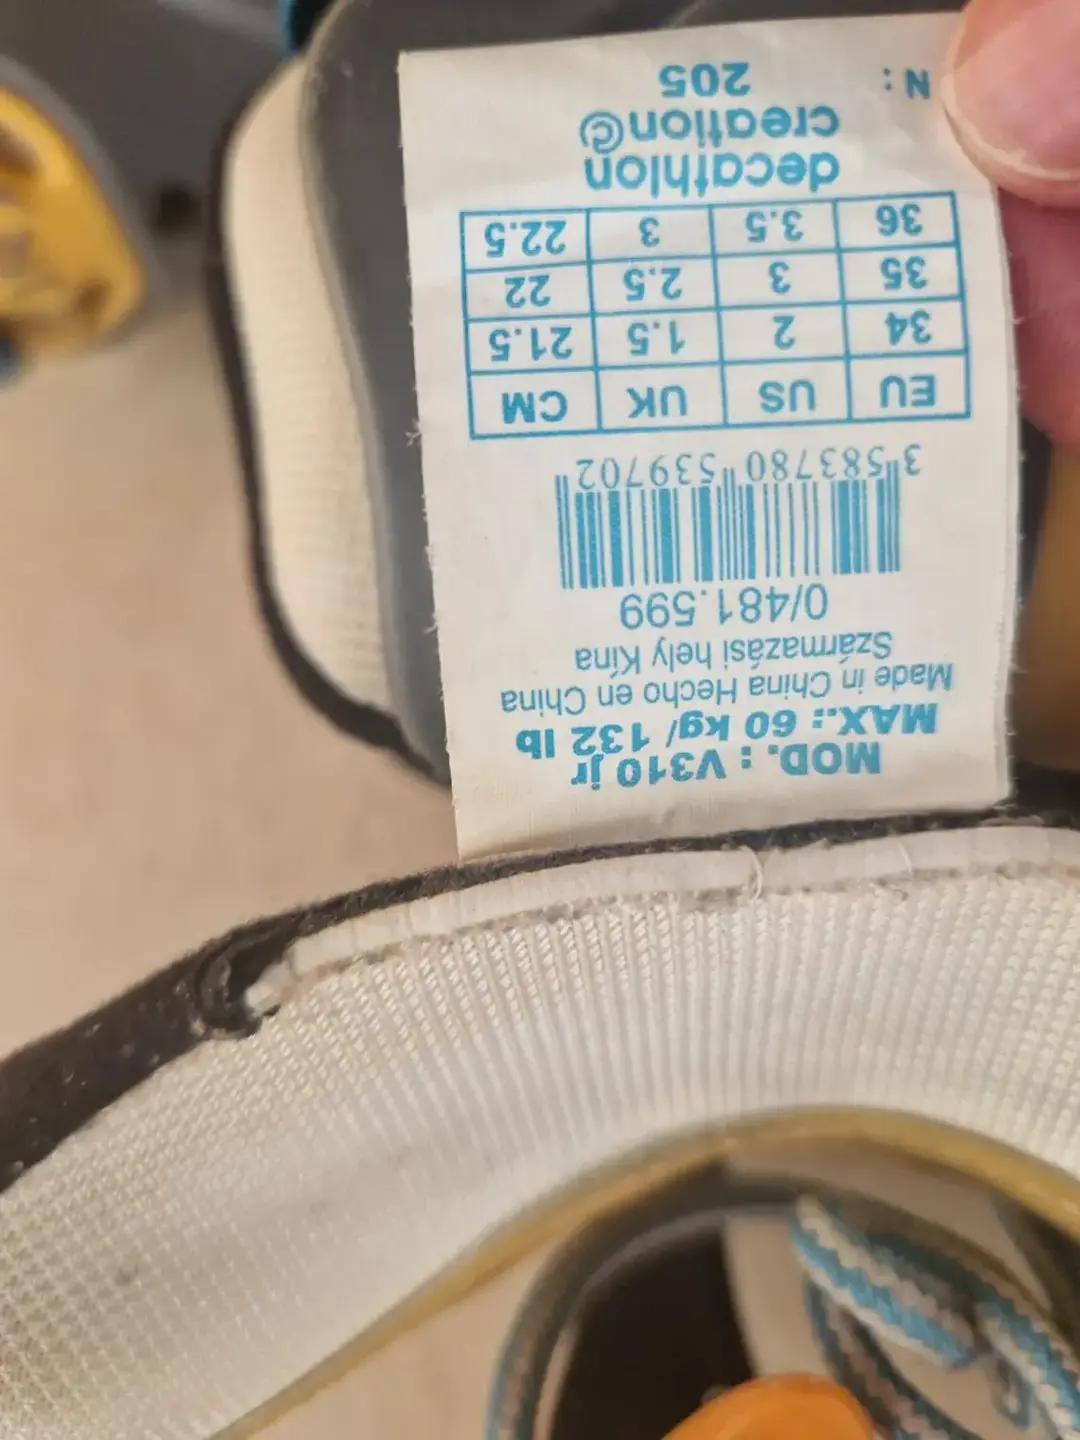 MOD. : V310 jr
MAX.: 60 kg/ 132 lb
Made in China Hecho en China
Származási hely Kína
0/481.599
3 583780 539702
EU US UK CM
34 2 1.5 21.5
35 3 2.5 22
36 3.5 3 22.5
decathlon
creation©
N : 205